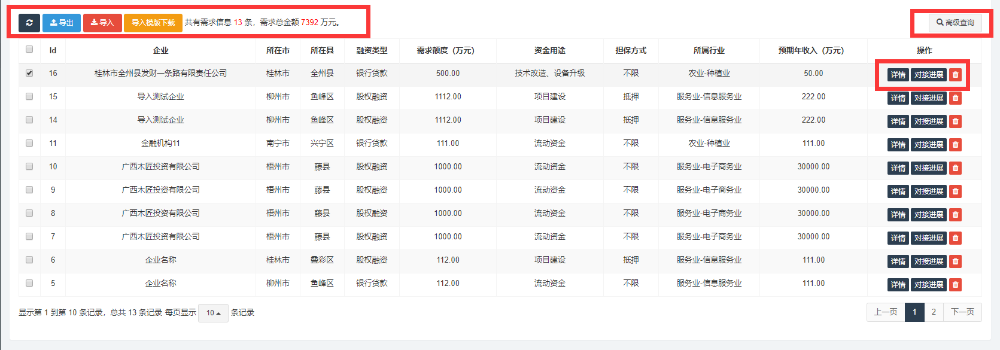 导出 导入 导入模版下载 共有需求信息 13 条，需求总金额 7392 万元。 高级查询
Id 企业 所在市 所在县 融资类型 需求额度（万元） 资金用途 担保方式 所属行业 预期年收入（万元） 操作
16 桂林市全州县发财一条路有限责任公司 桂林市 全州县 银行贷款 500.00 技术改造、设备升级 不限 农业-种植业 50.00 详情 对接进展
15 导入测试企业 柳州市 鱼峰区 股权融资 1112.00 项目建设 抵押 服务业-信息服务业 222.00 详情 对接进展
14 导入测试企业 柳州市 鱼峰区 股权融资 1112.00 项目建设 抵押 服务业-信息服务业 222.00 详情 对接进展
11 金融机构11 南宁市 兴宁区 银行贷款 111.00 流动资金 不限 农业-种植业 111.00 详情 对接进展
10 广西木匠投资有限公司 梧州市 藤县 股权融资 1000.00 流动资金 不限 服务业-电子商务业 30000.00 详情 对接进展
9 广西木匠投资有限公司 梧州市 藤县 股权融资 1000.00 流动资金 不限 服务业-电子商务业 30000.00 详情 对接进展
8 广西木匠投资有限公司 梧州市 藤县 股权融资 1000.00 流动资金 不限 服务业-电子商务业 30000.00 详情 对接进展
7 广西木匠投资有限公司 梧州市 藤县 股权融资 1000.00 流动资金 不限 服务业-电子商务业 30000.00 详情 对接进展
6 企业名称 桂林市 叠彩区 股权融资 112.00 项目建设 抵押 服务业-信息服务业 111.00 详情 对接进展
5 企业名称 柳州市 鱼峰区 银行贷款 112.00 流动资金 不限 服务业-信息服务业 111.00 详情 对接进展
显示第 1 到第 10 条记录，总共 13 条记录 每页显示 10 条记录 上一页 1 2 下一页